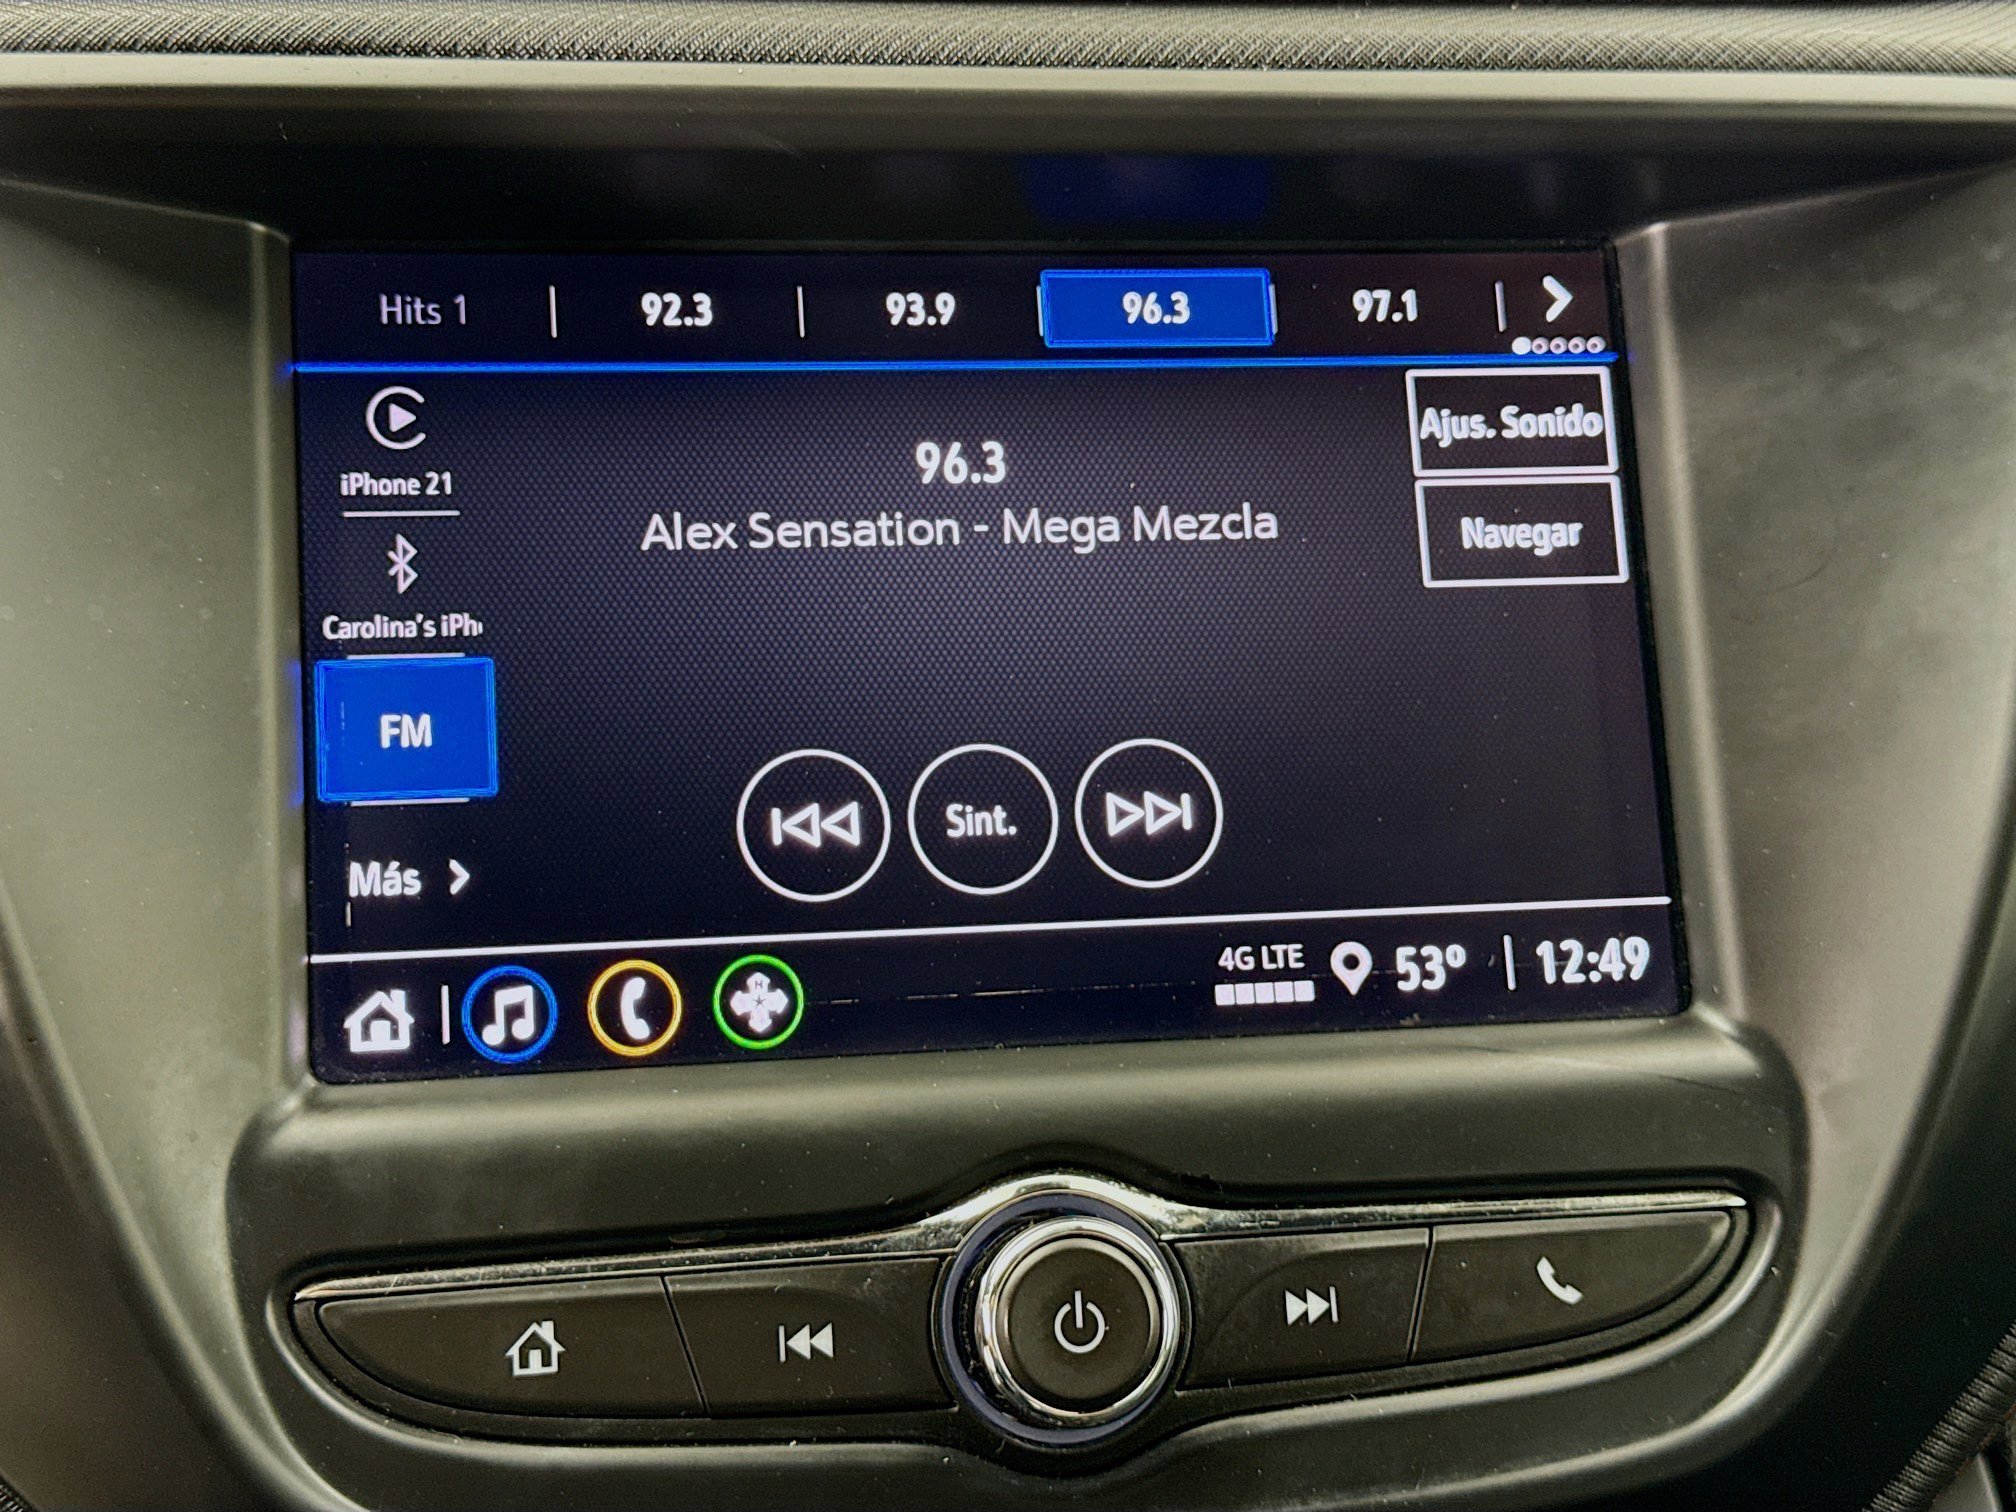 Hits 1
92.3
93.9
96.3
97.1
iPhone 21
Carolina's iPh
FM
Más
96.3
Alex Sensation - Mega Mezcla
Ajus. Sonido
Navegar
Sint.
4G LTE
53°
12:49